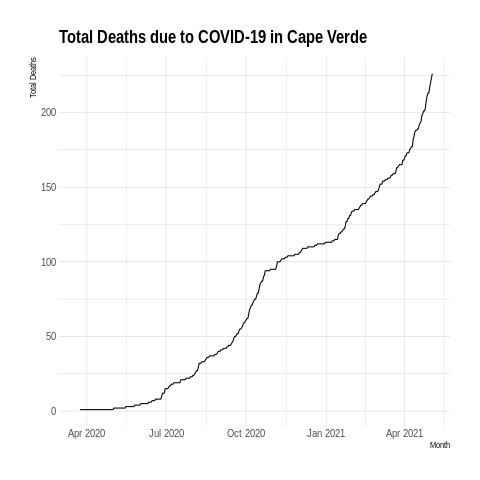 Total Deaths due to COVID-19 in Cape Verde
Total Deaths
200
150
100
50
0
Apr 2020 Jul 2020 Oct 2020 Jan 2021 Apr 2021
Month